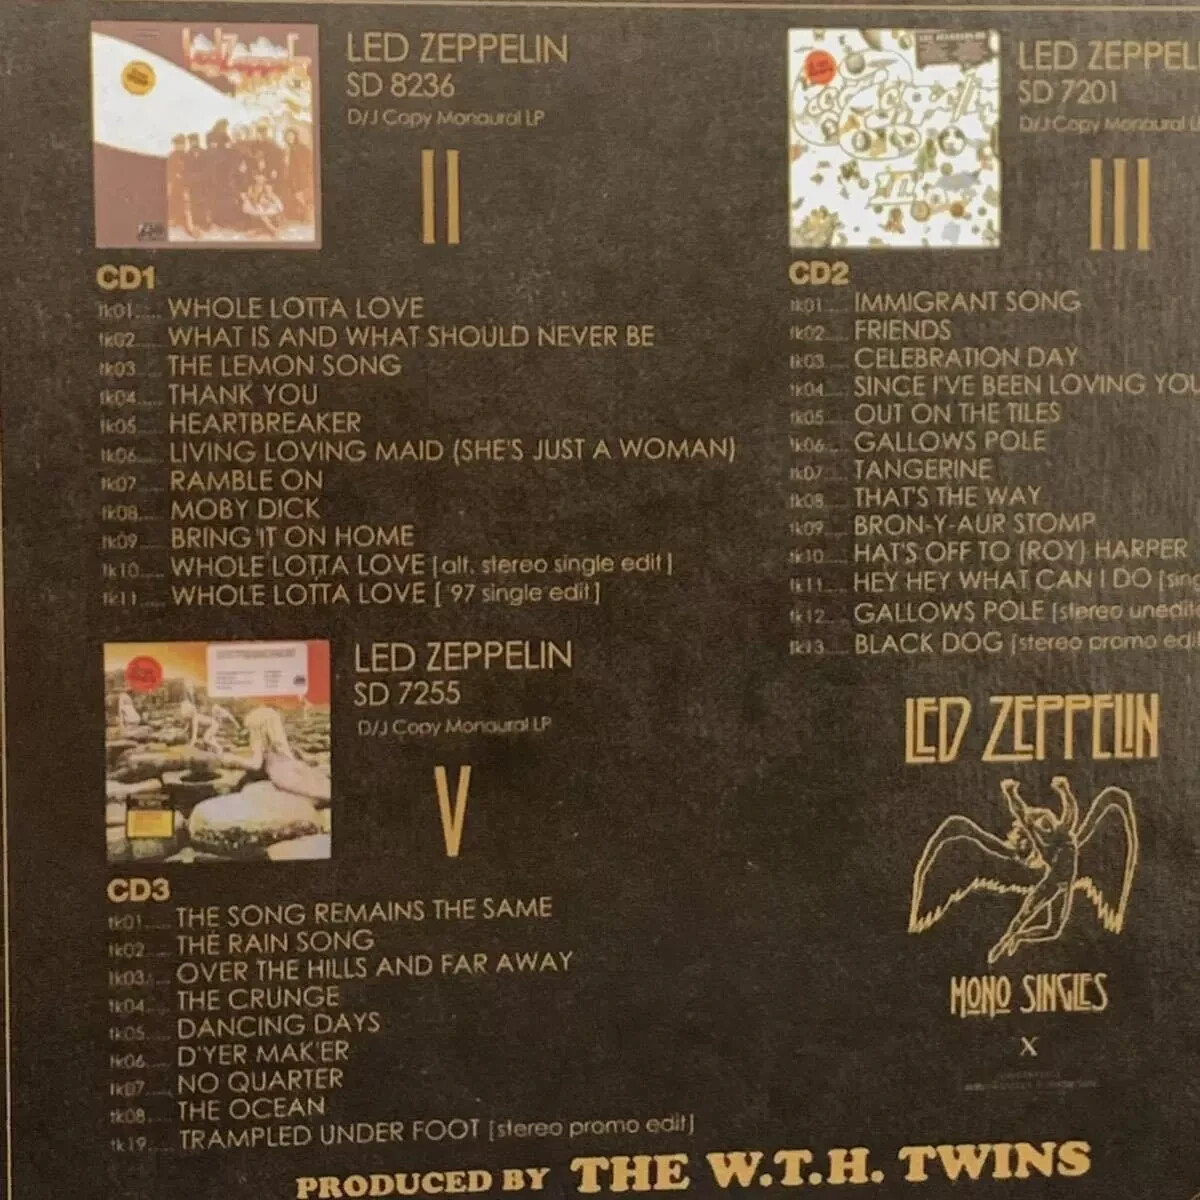 LED ZEPPELIN
SD 8236
D/J Copy Monaural LP
II
CD1
tk01.... WHOLE LOTTA LOVE
tk02.... WHAT IS AND WHAT SHOULD NEVER BE
tk03.... THE LEMON SONG
tk04.... THANK YOU
tk05.... HEARTBREAKER
tk06.... LIVING LOVING MAID (SHE'S JUST A WOMAN)
tk07.... RAMBLE ON
tk08.... MOBY DICK
tk09.... BRING IT ON HOME
tk10.... WHOLE LOTTA LOVE [alt. stereo single edit]
tk11.... WHOLE LOTTA LOVE [ '97 single edit]
LED ZEPPELI
SD 7201
D/J Copy Monaural L
III
CD2
tk01.... IMMIGRANT SONG
tk02.... FRIENDS
tk03.... CELEBRATION DAY
tk04.... SINCE I'VE BEEN LOVING YOU
tk05.... OUT ON THE TILES
tk06.... GALLOWS POLE
tk07.... TANGERINE
tk08.... THAT'S THE WAY
tk09.... BRON-Y-AUR STOMP
tk10.... HAT'S OFF TO (ROY) HARPER
tk11.... HEY HEY WHAT CAN I DO [sin
tk12.... GALLOWS POLE [stereo unedit
tk13.... BLACK DOG [stereo promo edi
LED ZEPPELIN
SD 7255
D/J Copy Monaural LP
V
CD3
tk01.... THE SONG REMAINS THE SAME
tk02.... THE RAIN SONG
tk03.... OVER THE HILLS AND FAR AWAY
tk04.... THE CRUNGE
tk05.... DANCING DAYS
tk06.... D'YER MAK'ER
tk07.... NO QUARTER
tk08.... THE OCEAN
tk19.... TRAMPLED UNDER FOOT [stereo promo edit]
LED ZEPPELIN
MONO SINGLES
X
PRODUCED BY THE W.T.H. TWINS